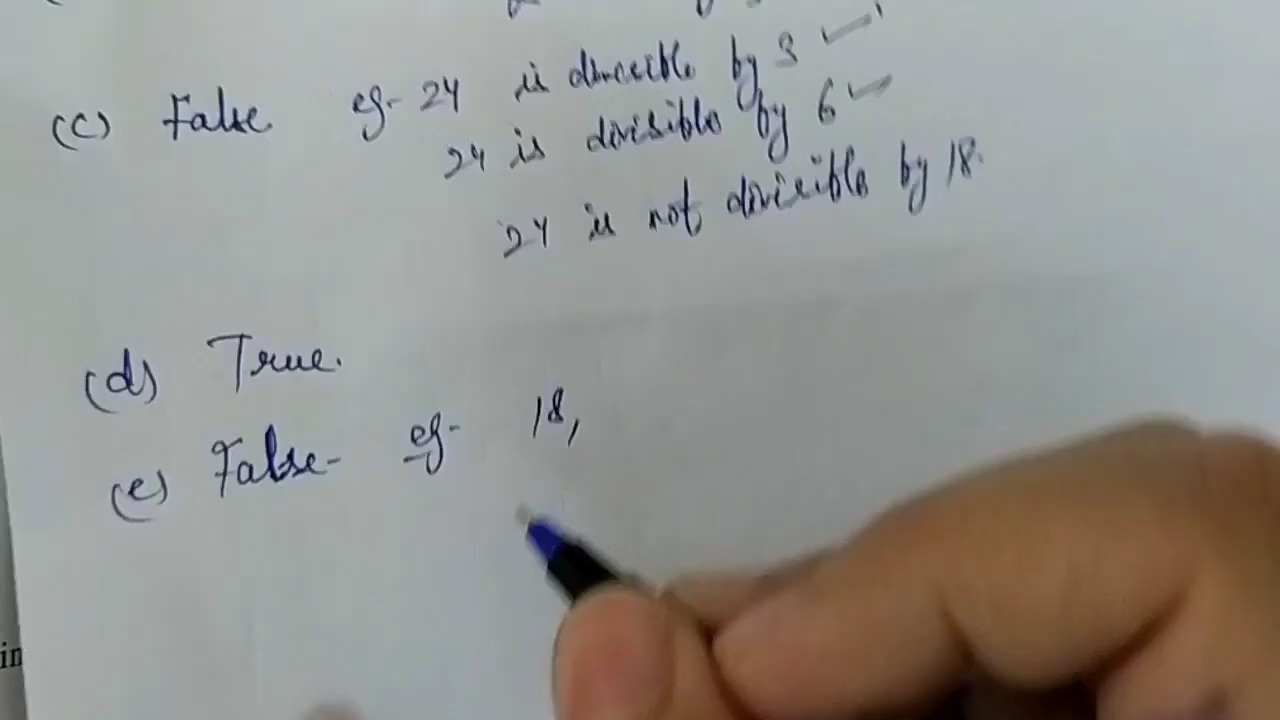 (c) False eg- 24 is divisible by 3 ✓
24 is divisible by 6 ✓
24 is not divisible by 18.
(d) True.
(e) False- eg- 18,
in